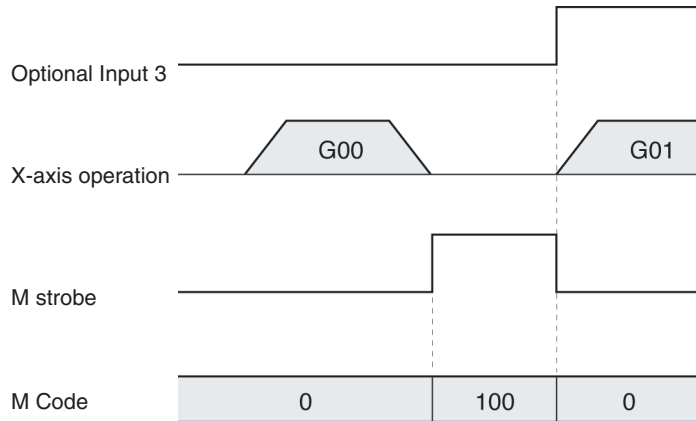 Optional Input 3
G00
G01
X-axis operation
M strobe
M Code
0
100
0